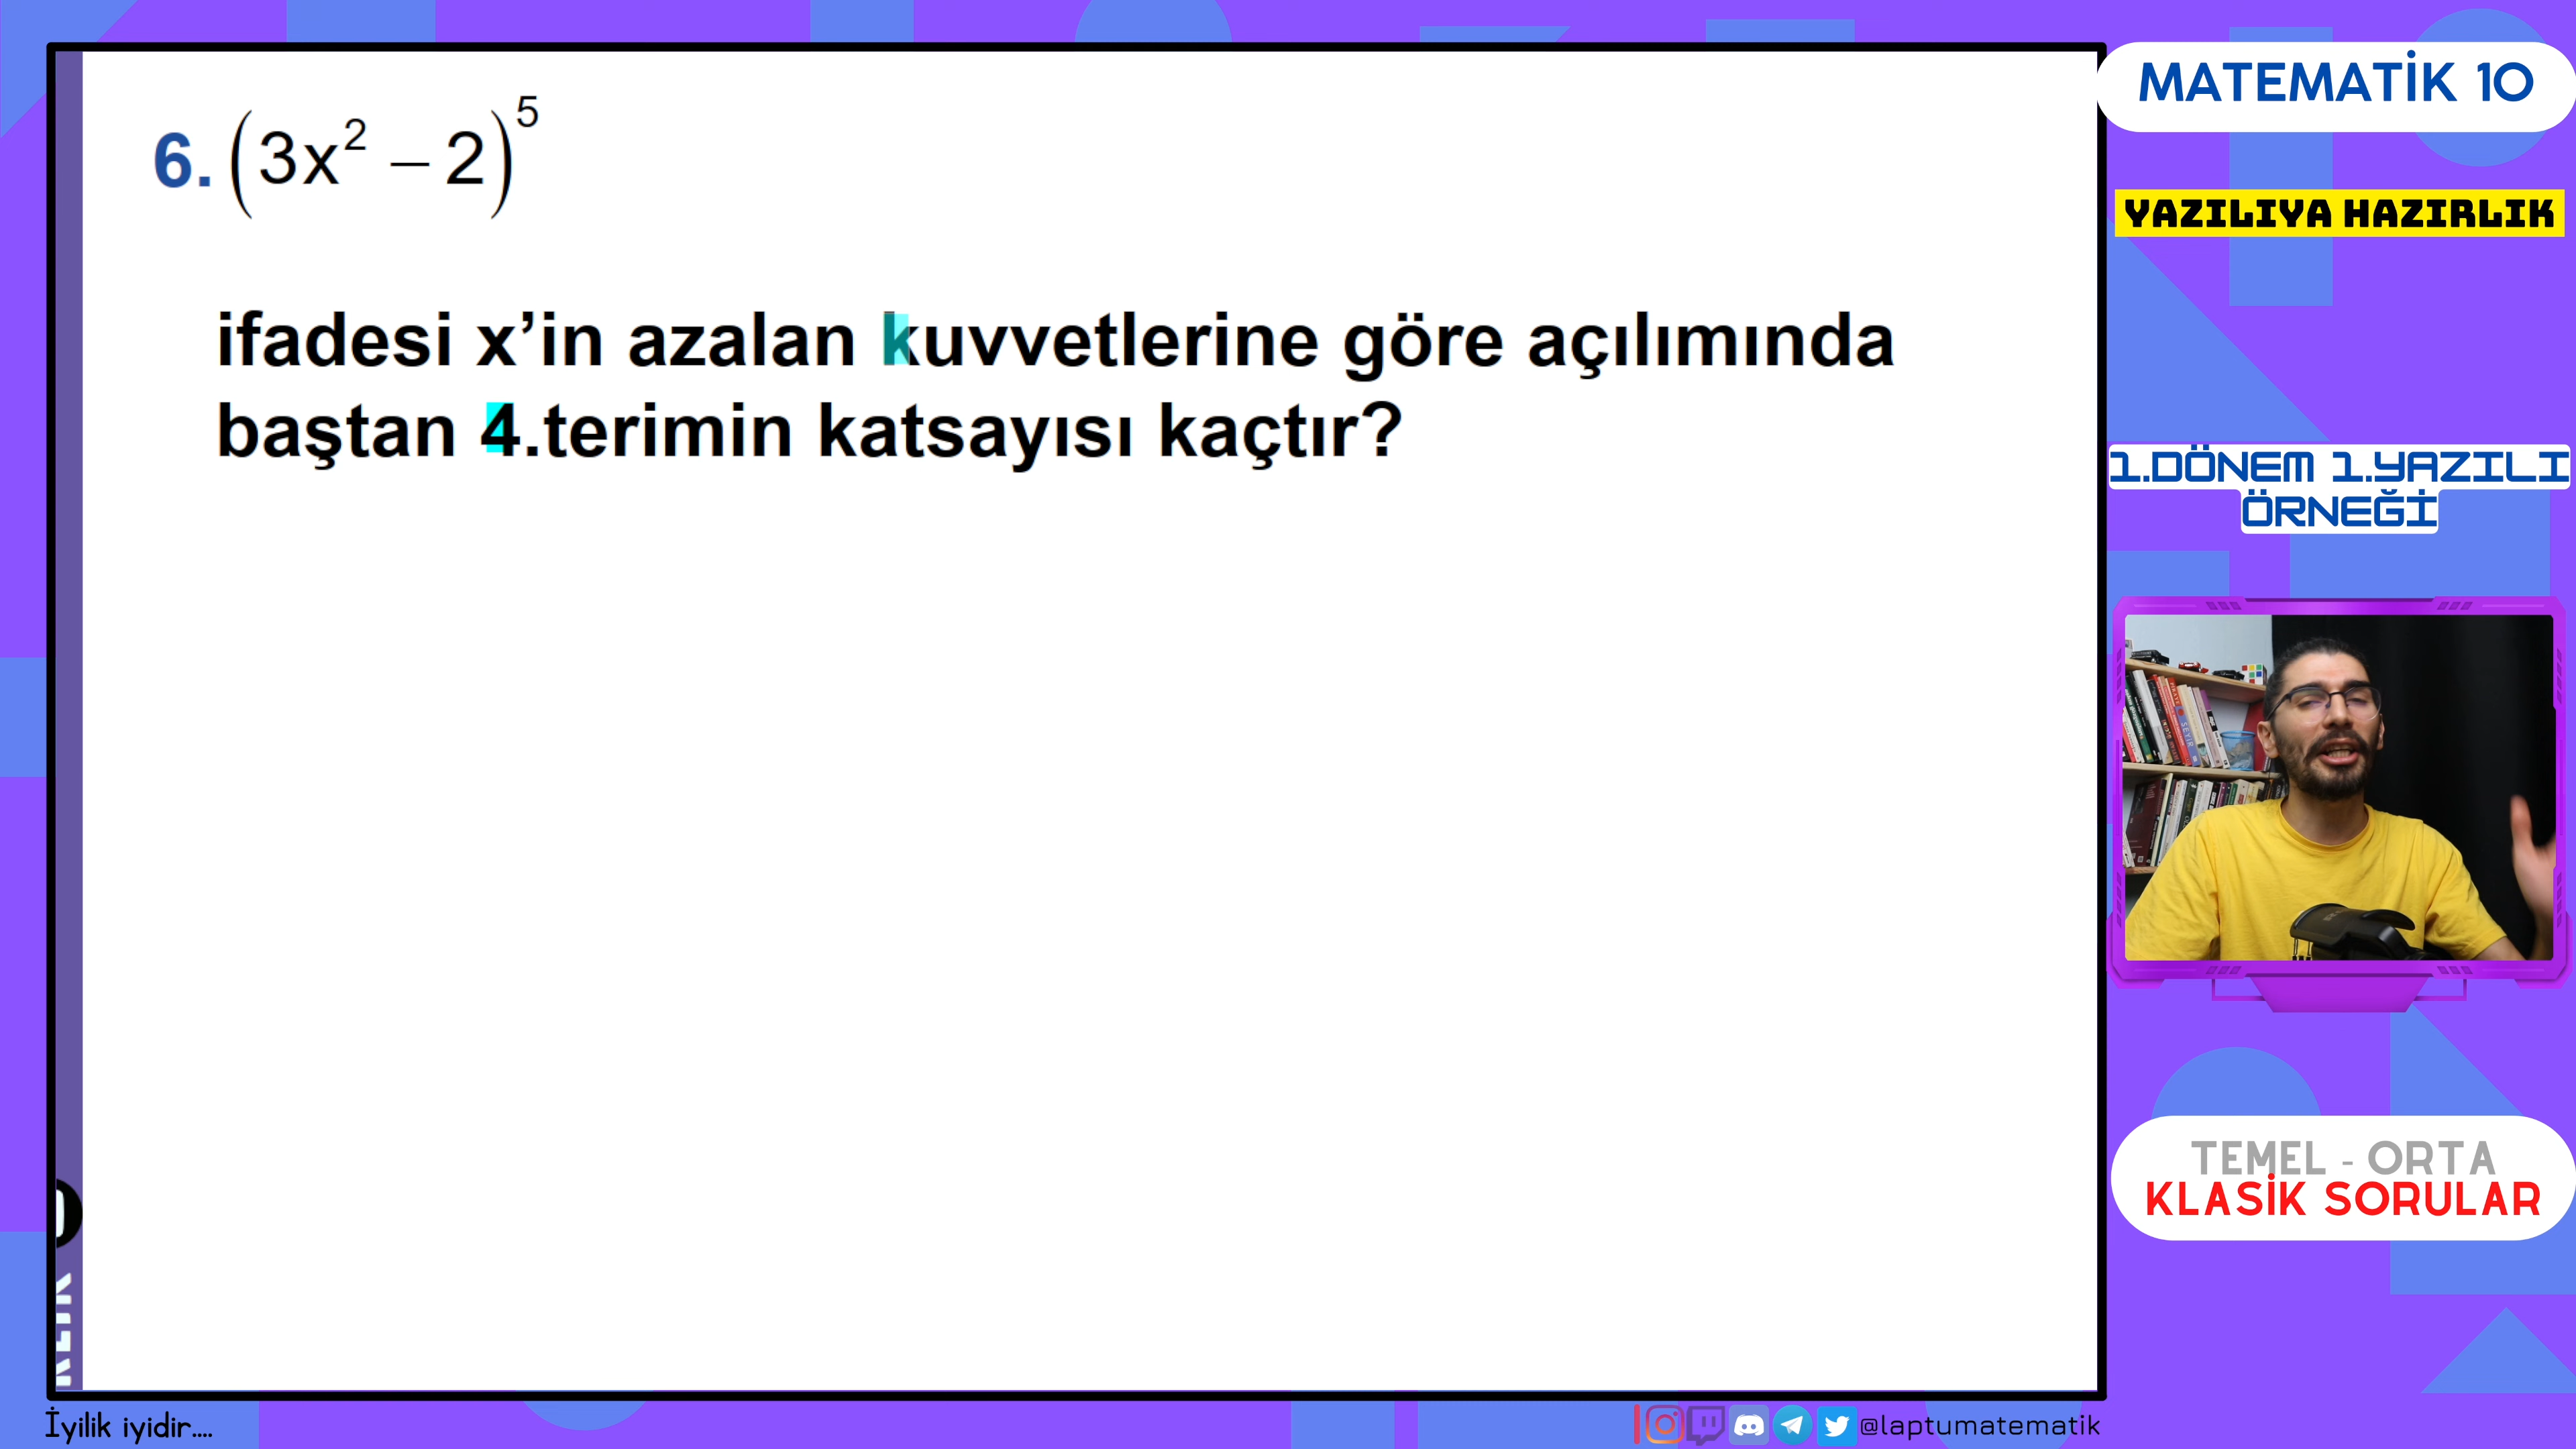 6. (3x² – 2)⁵
ifadesi x’in azalan kuvvetlerine göre açılımında
baştan 4.terimin katsayısı kaçtır?
MATEMATİK 10
YAZILIYA HAZIRLIK
1.DÖNEM 1.YAZILI
ÖRNEĞİ
TEMEL - ORTA
KLASİK SORULAR
İyilik iyidir....
@laptumatematik